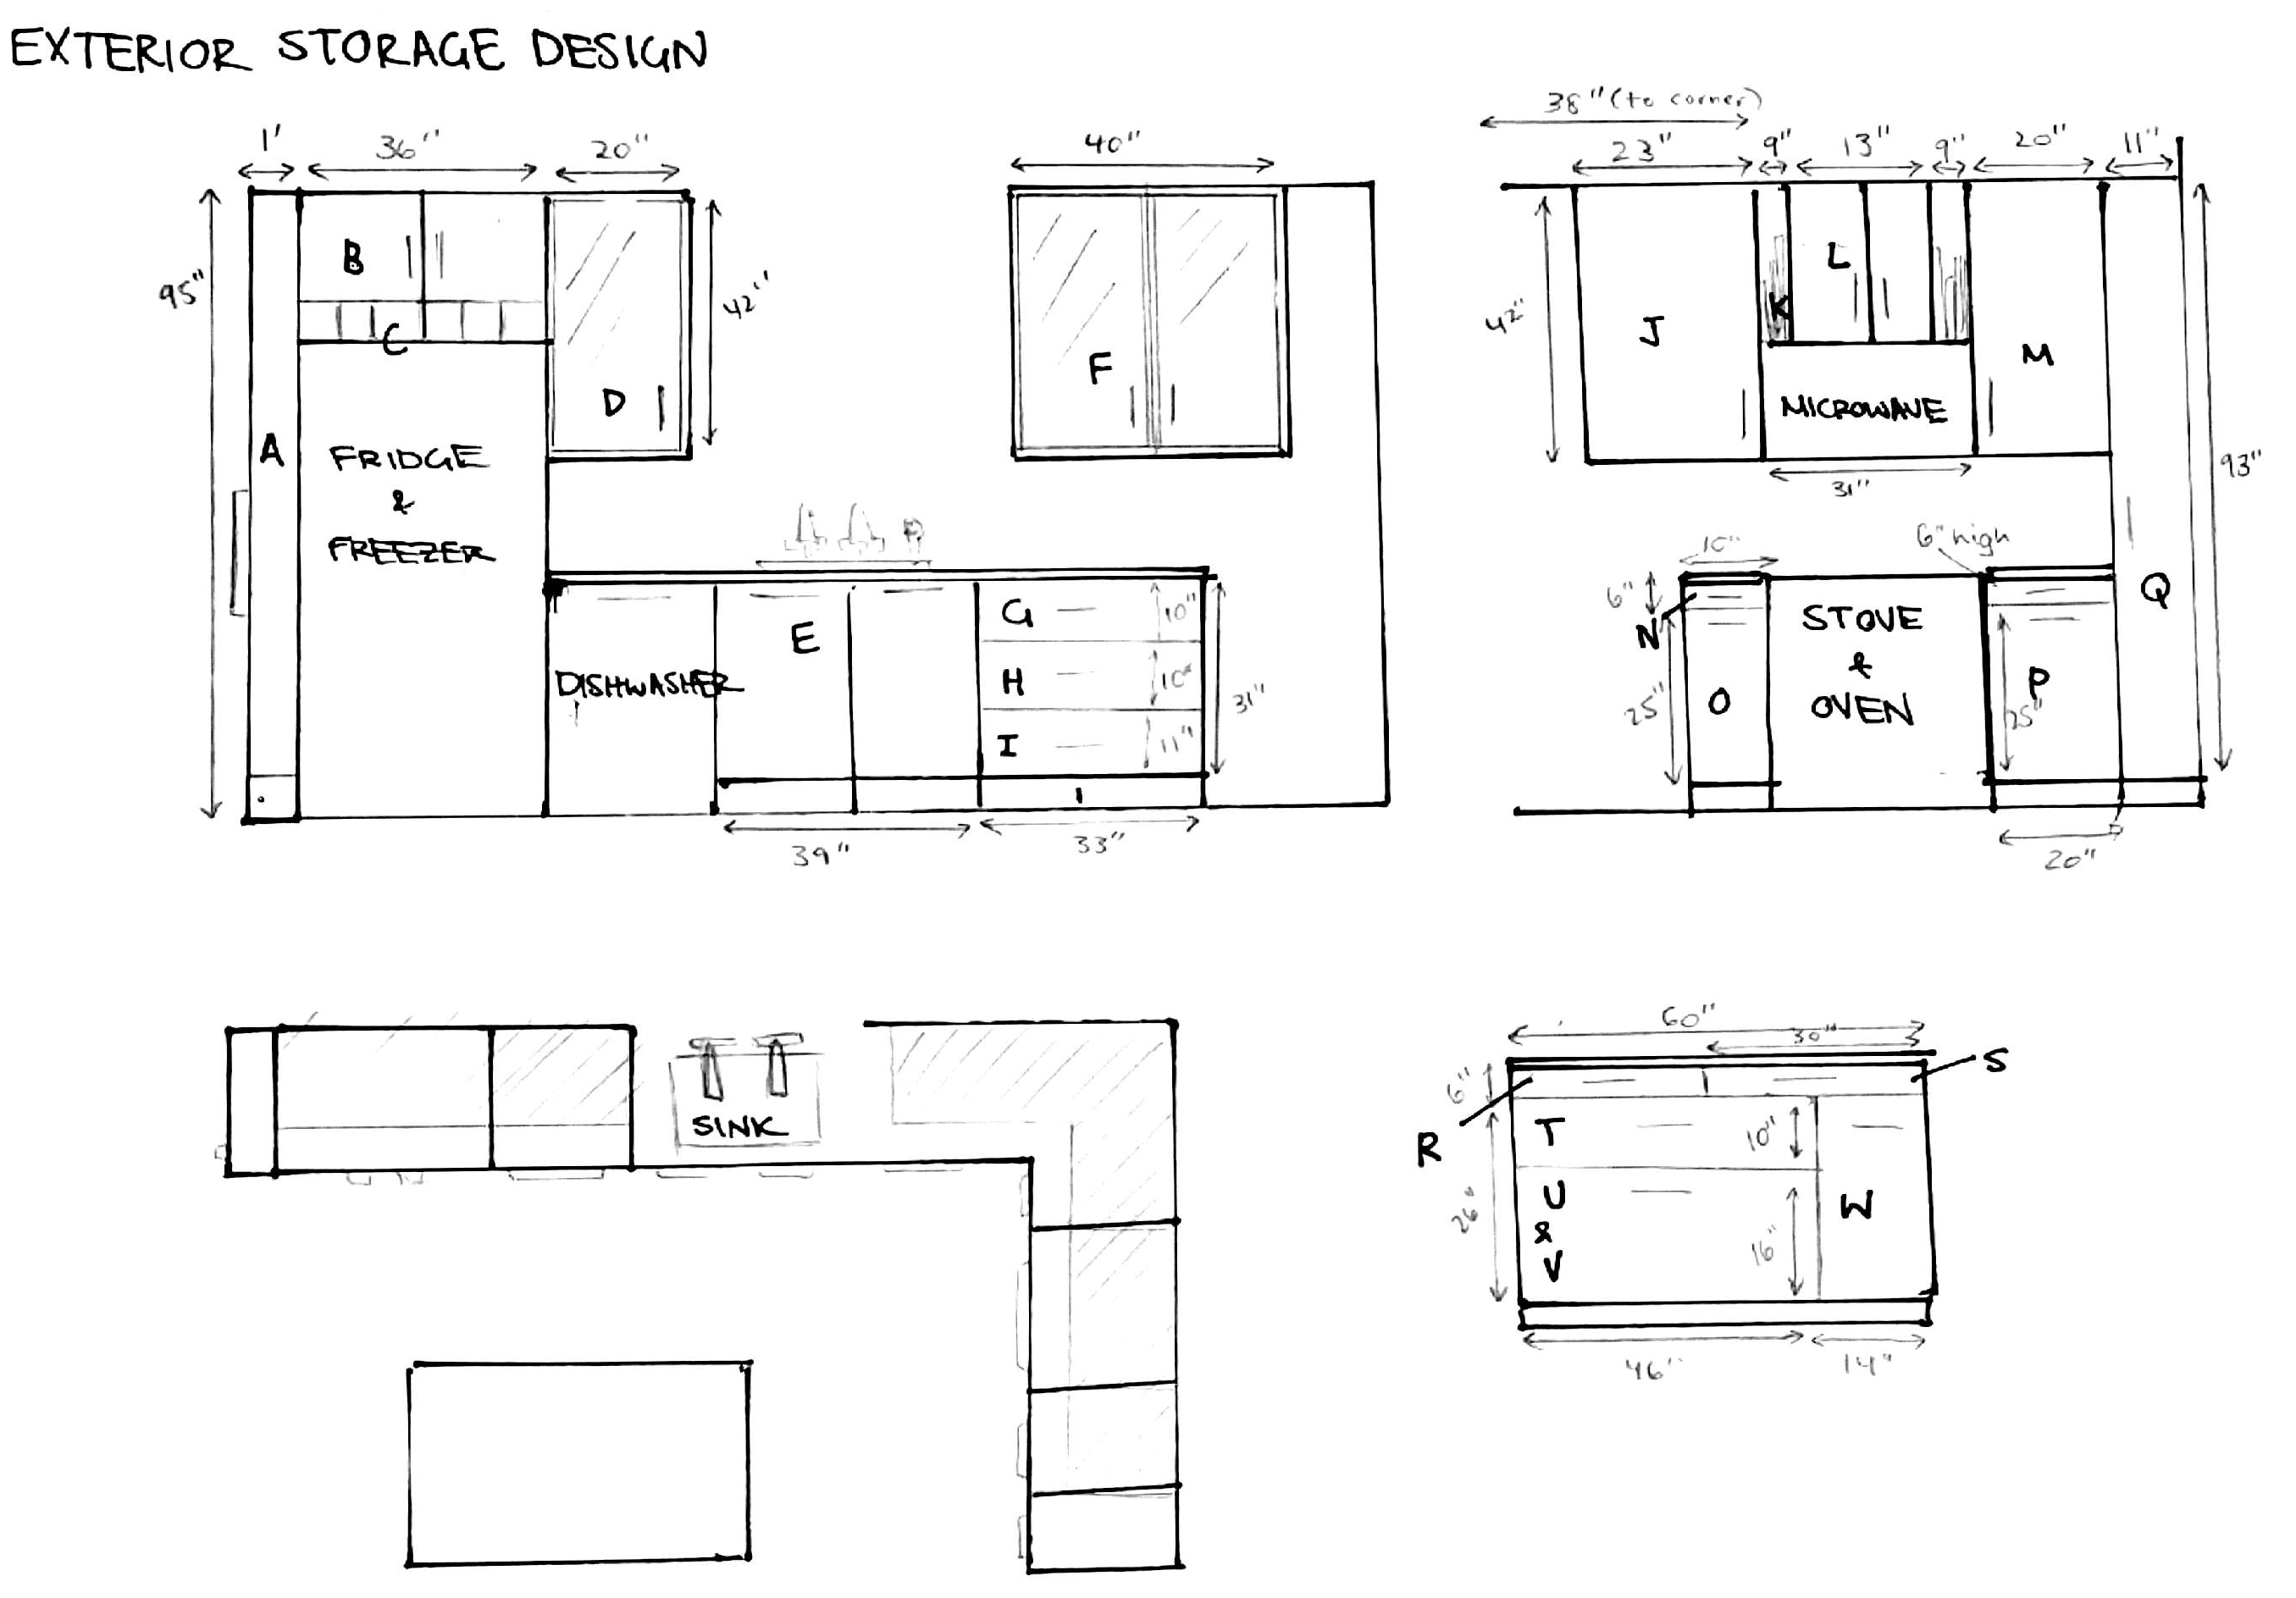 EXTERIOR STORAGE DESIGN
1' 36" 20" 40"
38" (to corner)
23" 9" 13" 9" 20" 11"
95"
B
C
A
FRIDGE
&
FREEZER
D
42"
F
42"
J
K
L
M
MICROWAVE
31"
93"
DISHWASHER
E
G 10"
H 10"
I 11"
31"
39" 33"
10"
6"
6" high
N
25"
O
STOVE
&
OVEN
P
25"
Q
20"
SINK
60"
30"
6"
S
R
T
10"
26"
U
&
V
16"
W
46" 14"